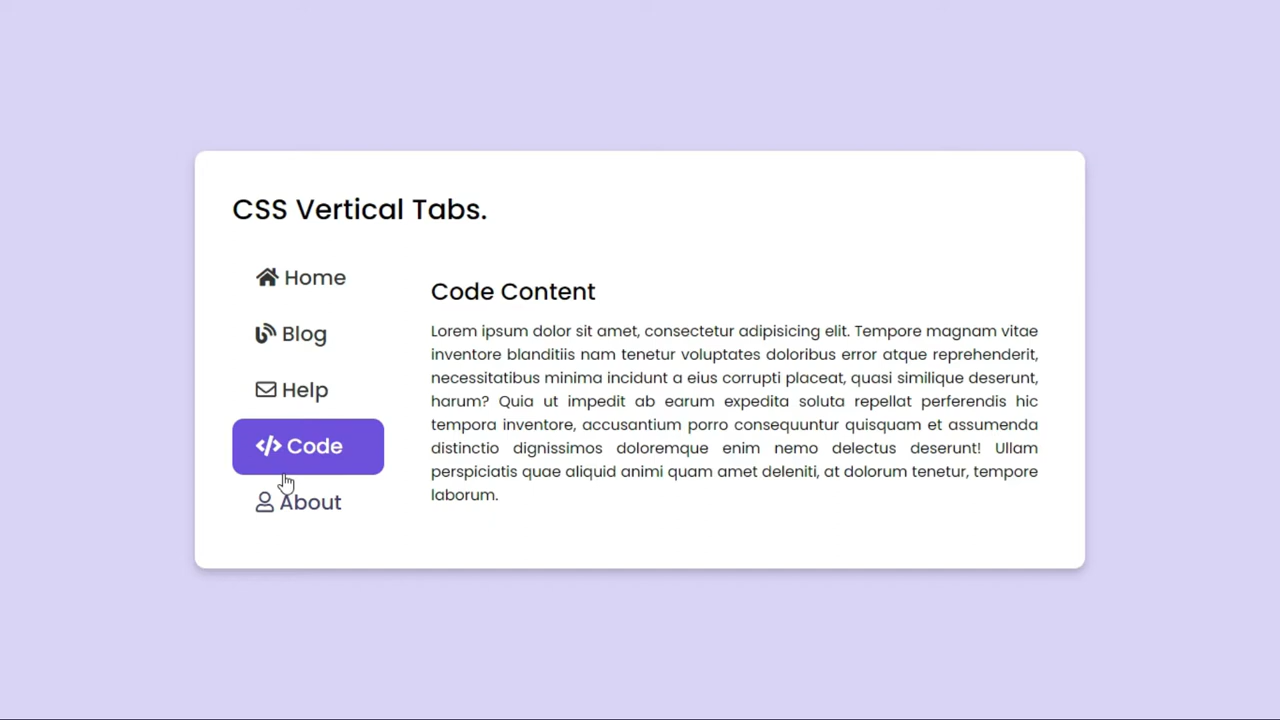 CSS Vertical Tabs.
Home
Blog
Help
Code
About
Code Content
Lorem ipsum dolor sit amet, consectetur adipisicing elit. Tempore magnam vitae
inventore blanditiis nam tenetur voluptates doloribus error atque reprehenderit,
necessitatibus minima incidunt a eius corrupti placeat, quasi similique deserunt,
harum? Quia ut impedit ab earum expedita soluta repellat perferendis hic
tempora inventore, accusantium porro consequuntur quisquam et assumenda
distinctio dignissimos doloremque enim nemo delectus deserunt! Ullam
perspiciatis quae aliquid animi quam amet deleniti, at dolorum tenetur, tempore
laborum.